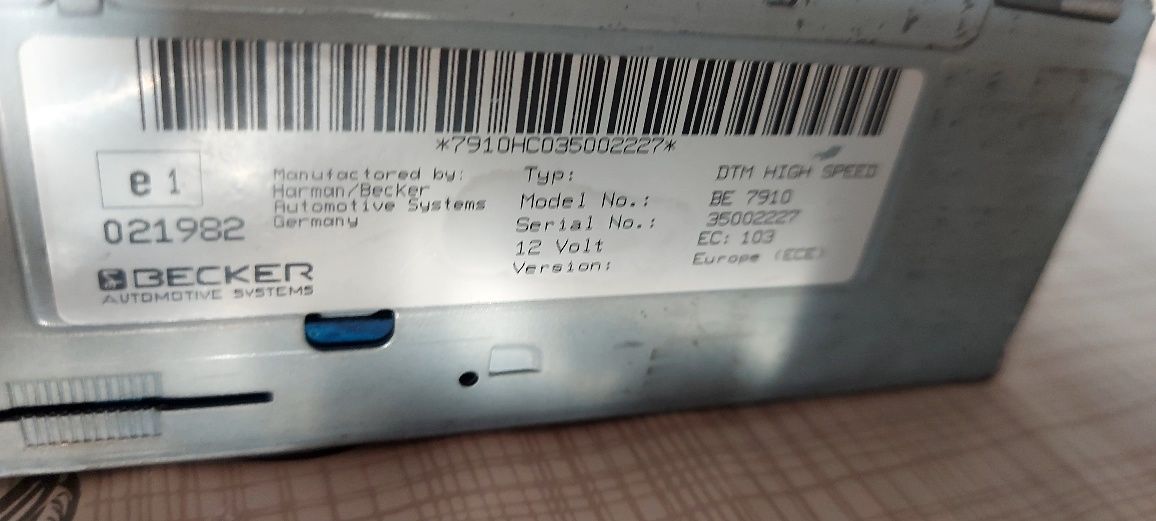 *7910HC035002227*
e 1
021982
BECKER
AUTOMOTIVE SYSTEMS
Manufactored by:
Harman/Becker
Automotive Systems
Germany
Typ: DTM HIGH SPEED
Model No.: BE 7910
Serial No.: 35002227
12 Volt EC: 103
Version: Europe (ECE)